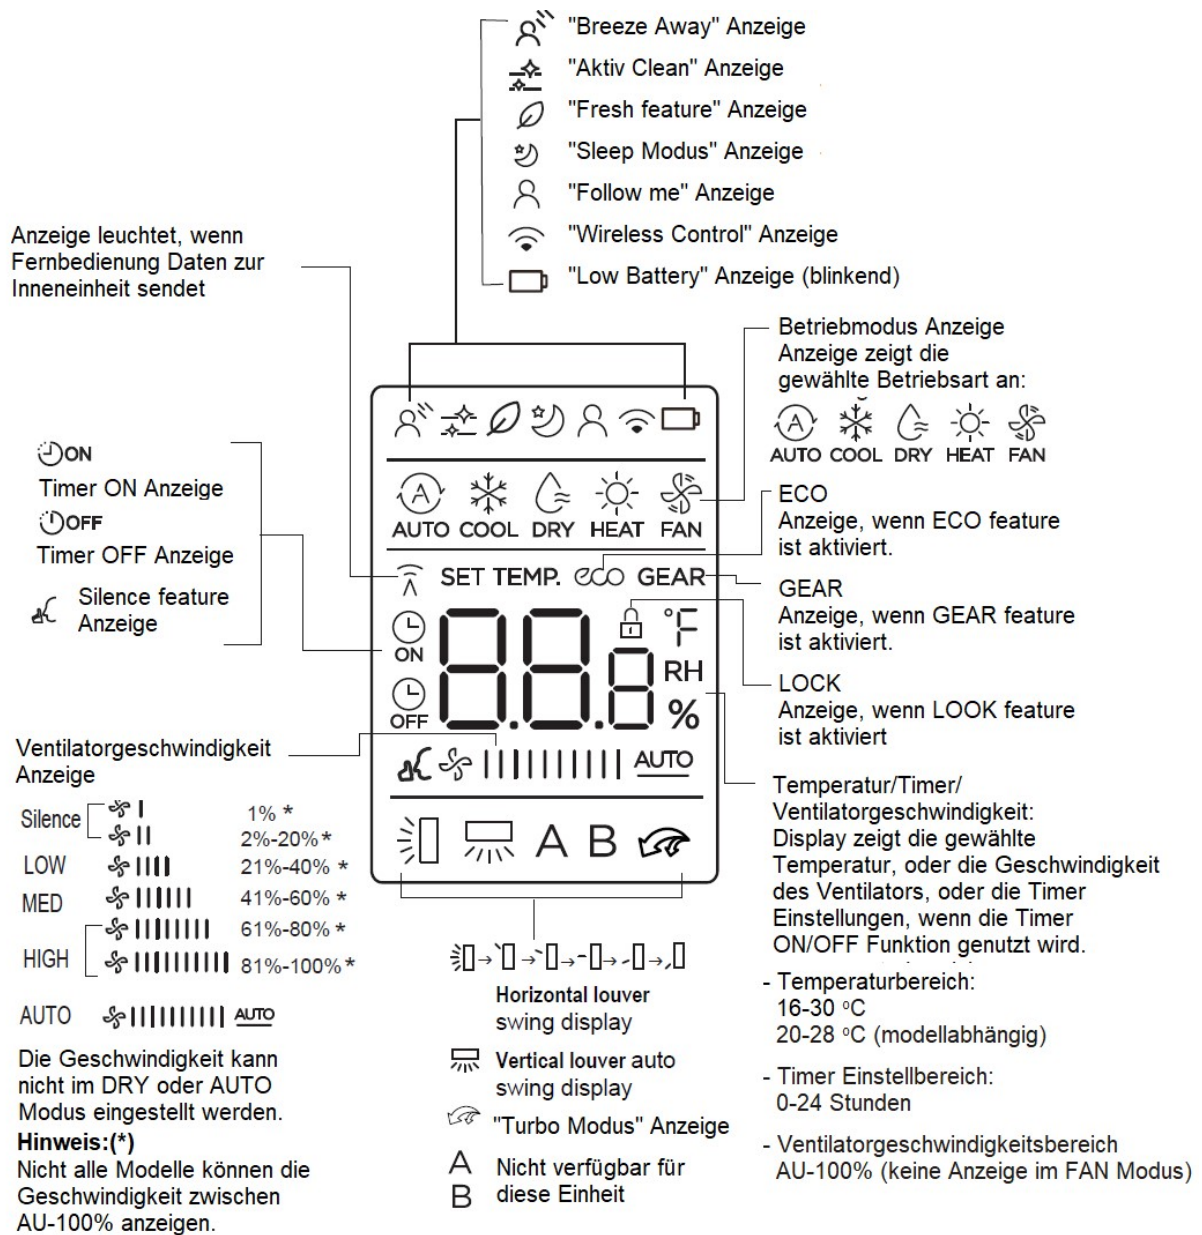 "Breeze Away" Anzeige
"Aktiv Clean" Anzeige
"Fresh feature" Anzeige
"Sleep Modus" Anzeige
"Follow me" Anzeige
"Wireless Control" Anzeige
"Low Battery" Anzeige (blinkend)
Anzeige leuchtet, wenn
Fernbedienung Daten zur
Inneneinheit sendet
Betriebmodus Anzeige
Anzeige zeigt die
gewählte Betriebsart an:
A
AUTO COOL DRY HEAT FAN
ON
Timer ON Anzeige
OFF
Timer OFF Anzeige
Silence feature
Anzeige
A
AUTO COOL DRY HEAT FAN
SET TEMP. eco GEAR
ON
OFF
88.8
°F
RH
%
AUTO
A B
ECO
Anzeige, wenn ECO feature
ist aktiviert.
GEAR
Anzeige, wenn GEAR feature
ist aktiviert.
LOCK
Anzeige, wenn LOOK feature
ist aktiviert
Ventilatorgeschwindigkeit
Anzeige
Silence
1% *
2%-20% *
LOW 21%-40% *
MED 41%-60% *
61%-80% *
HIGH
81%-100% *
AUTO AUTO
Die Geschwindigkeit kann
nicht im DRY oder AUTO
Modus eingestellt werden.
Hinweis:(*)
Nicht alle Modelle können die
Geschwindigkeit zwischen
AU-100% anzeigen.
Horizontal louver
swing display
Vertical louver auto
swing display
"Turbo Modus" Anzeige
A Nicht verfügbar für
B diese Einheit
Temperatur/Timer/
Ventilatorgeschwindigkeit:
Display zeigt die gewählte
Temperatur, oder die Geschwindigkeit
des Ventilators, oder die Timer
Einstellungen, wenn die Timer
ON/OFF Funktion genutzt wird.
- Temperaturbereich:
16-30 °C
20-28 °C (modellabhängig)
- Timer Einstellbereich:
0-24 Stunden
- Ventilatorgeschwindigkeitsbereich
AU-100% (keine Anzeige im FAN Modus)